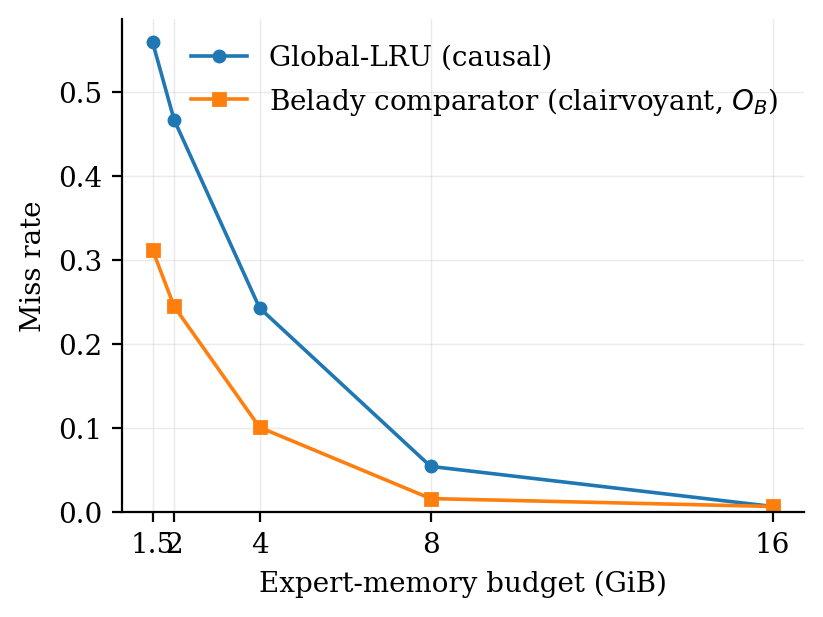 Global-LRU (causal)
Belady comparator (clairvoyant, O_B)
Miss rate
0.5
0.4
0.3
0.2
0.1
0.0
1.5 2 4 8 16
Expert-memory budget (GiB)